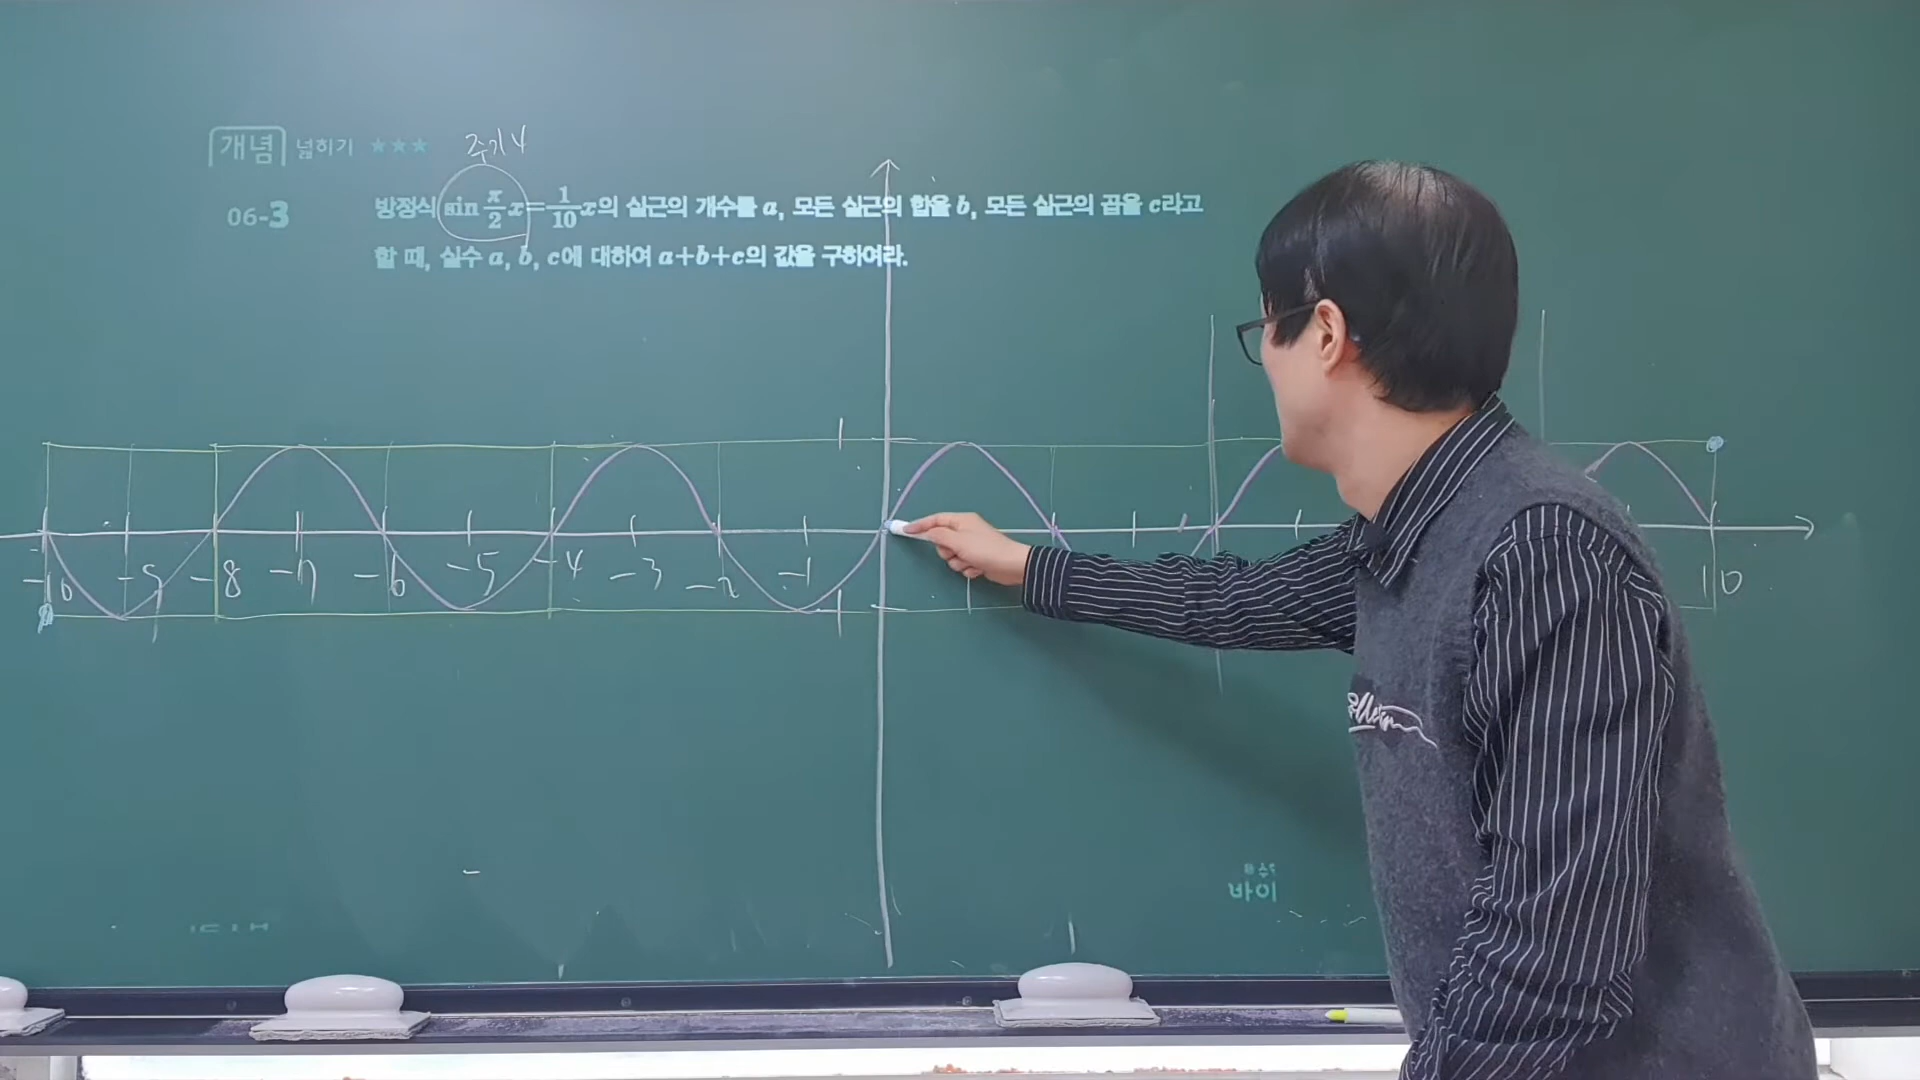 개념 넓히기 ★★★
주기 4
06-3 방정식 sin π/2 x = 1/10 x의 실근의 개수를 a, 모든 실근의 합을 b, 모든 실근의 곱을 c라고
할 때, 실수 a, b, c에 대하여 a+b+c의 값을 구하여라.
-10 -9 -8 -7 -6 -5 -4 -3 -2 -1 10
바이